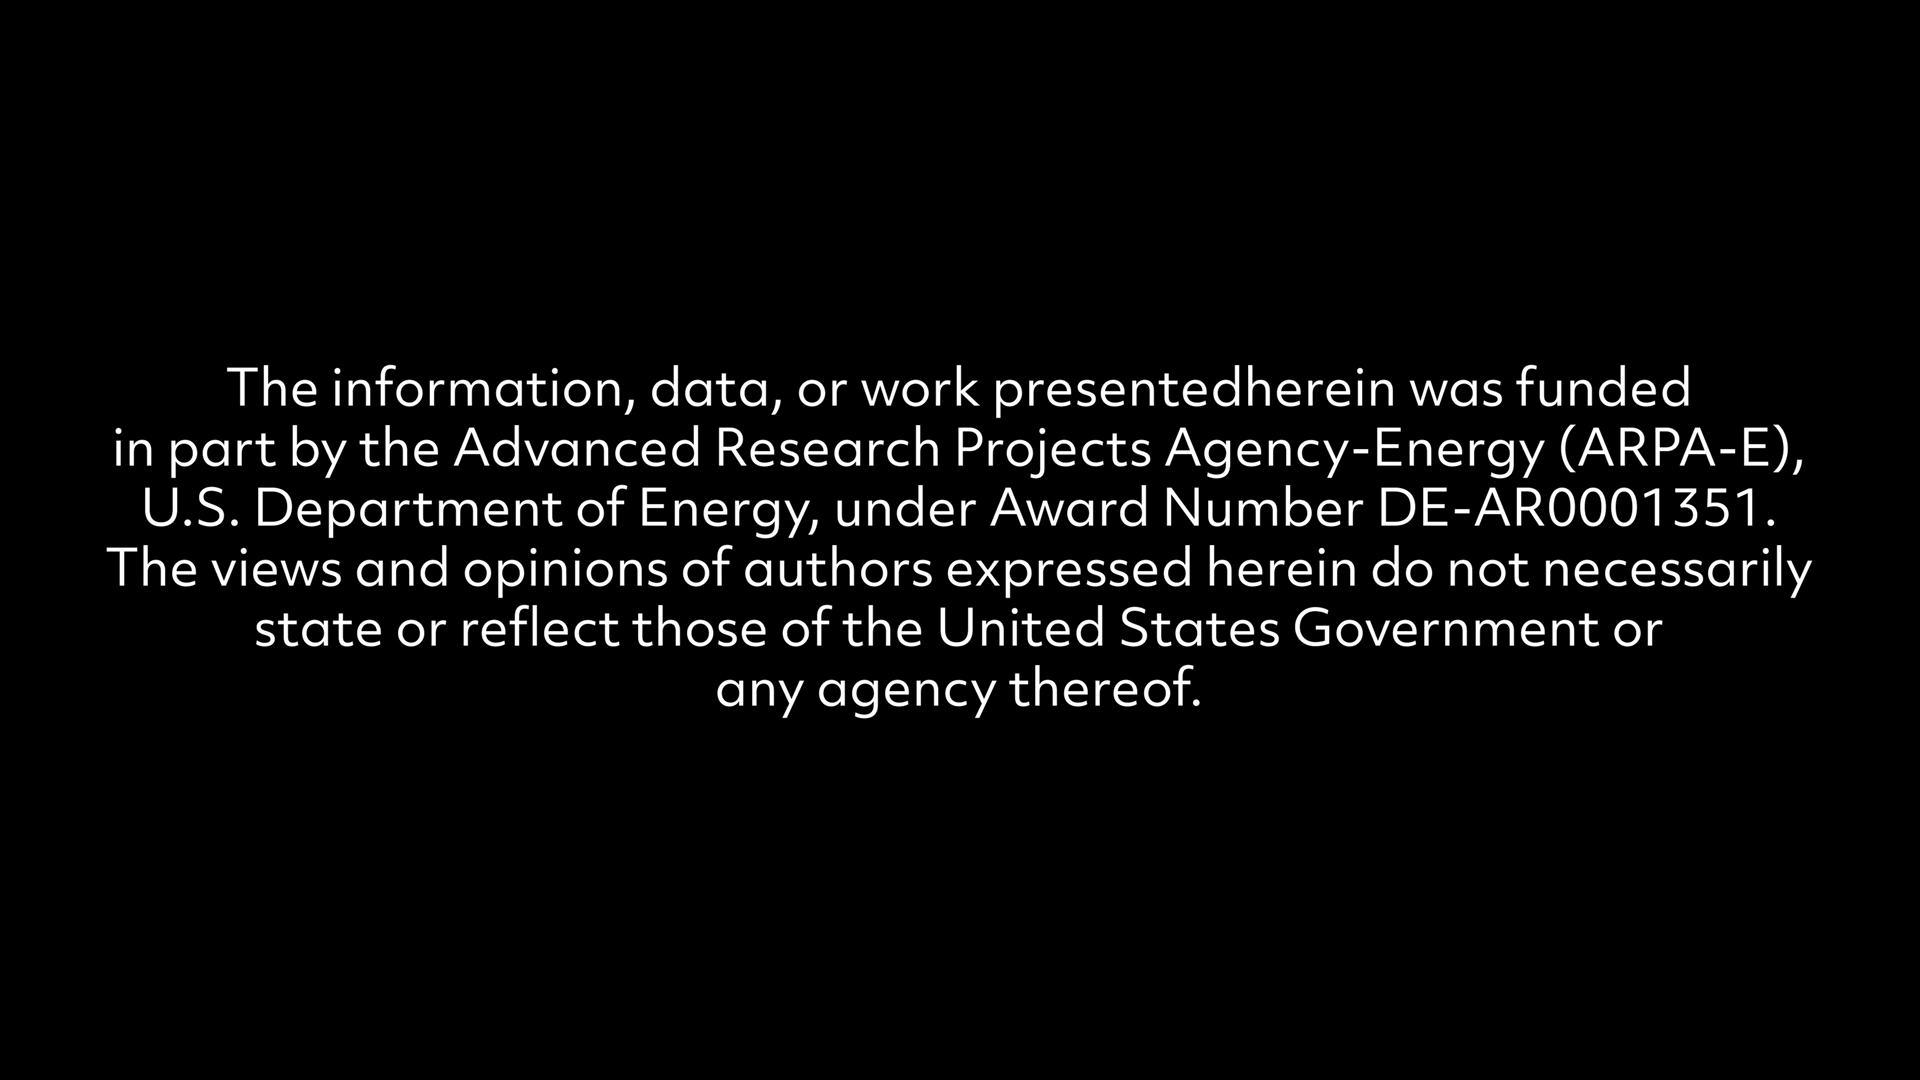 The information, data, or work presentedherein was funded
in part by the Advanced Research Projects Agency-Energy (ARPA-E),
U.S. Department of Energy, under Award Number DE-AR0001351.
The views and opinions of authors expressed herein do not necessarily
state or reflect those of the United States Government or
any agency thereof.